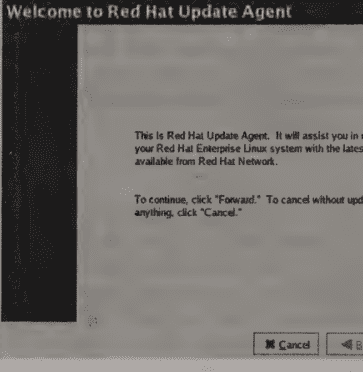 Welcome to Red Hat Update Agent
This is Red Hat Update Agent. It will assist you in
your Red Hat Enterprise Linux system with the lates
available from Red Hat Network.
To continue, click "Forward." To cancel without upd
anything, click "Cancel."
Cancel
B